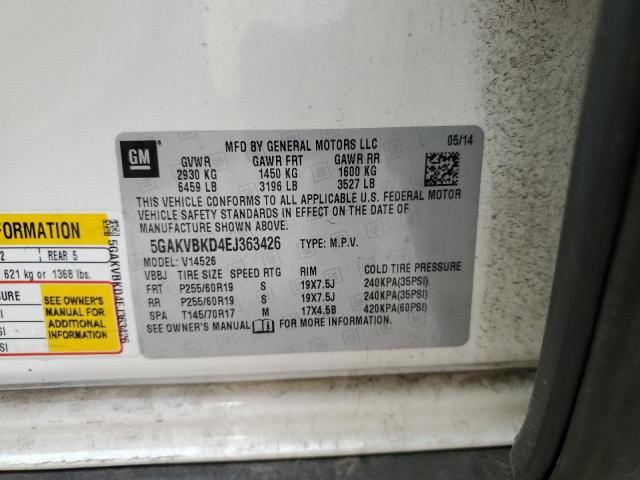 GM
MFD BY GENERAL MOTORS LLC 05/14
GVWR GAWR FRT GAWR RR
2930 KG 1450 KG 1600 KG
6459 LB 3196 LB 3527 LB
THIS VEHICLE CONFORMS TO ALL APPLICABLE U.S. FEDERAL MOTOR
VEHICLE SAFETY STANDARDS IN EFFECT ON THE DATE OF
MANUFACTURE SHOWN ABOVE.
5GAKVBKD4EJ363426 TYPE: M.P.V.
MODEL: V14526
VBBJ TIRE SIZE SPEED RTG RIM COLD TIRE PRESSURE
FRT P255/60R19 S 19X7.5J 240KPA(35PSI)
RR P255/60R19 S 19X7.5J 240KPA(35PSI)
SPA T145/70R17 M 17X4.5B 420KPA(60PSI)
SEE OWNER'S MANUAL FOR MORE INFORMATION.
FORMATION
2 REAR 5
621 kg or 1368 lbs.
SURE
SI
SI
SI
SEE OWNER'S
MANUAL FOR
ADDITIONAL
INFORMATION
5GAKVBKD4EJ363426